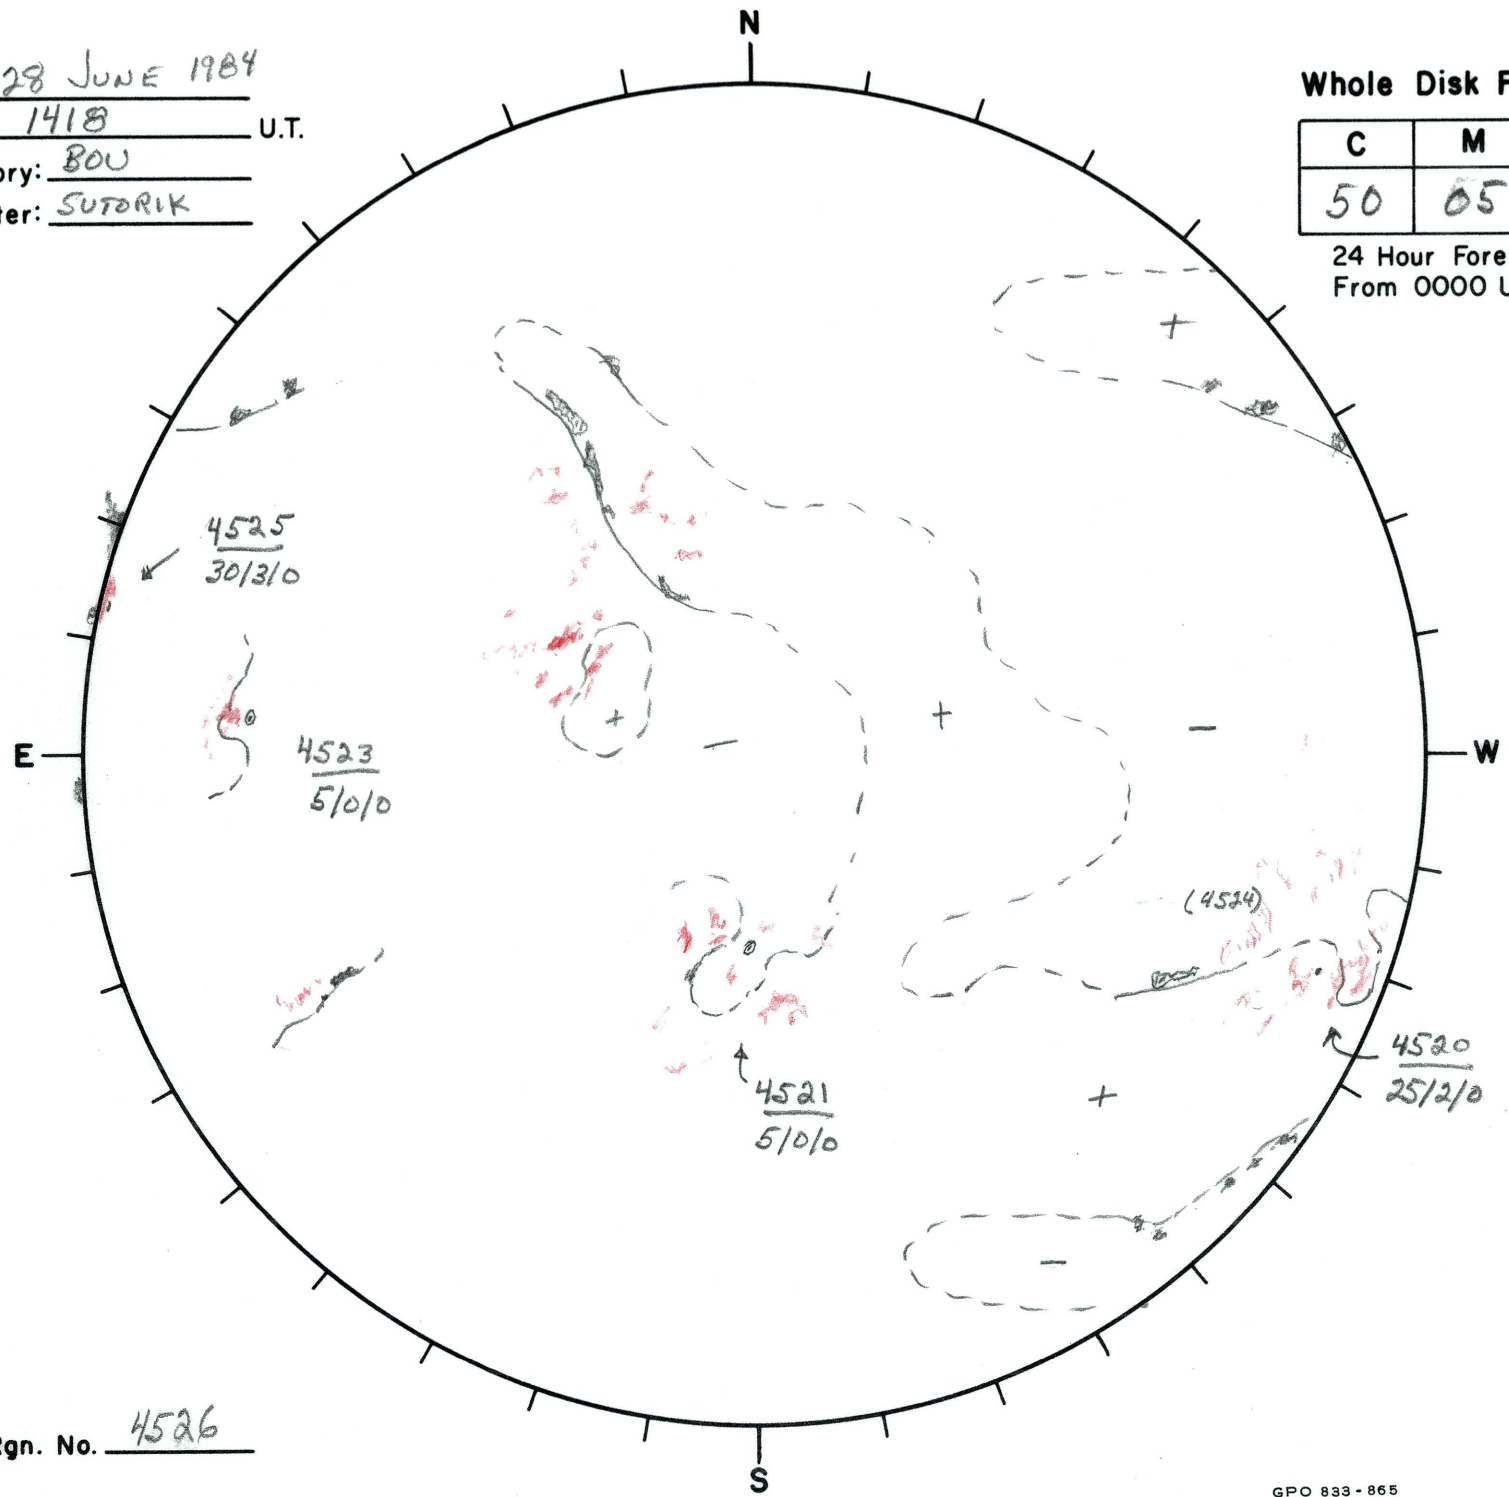 N
28 JUNE 1984
1418 U.T.
ory: BOU
ter: SUTORIK
Whole Disk F
C M
50 05
24 Hour Fore
From 0000 U
+
4525
30/3/0
+
+
−
−
E
W
4523
5/0/0
(4524)
4520
25/2/0
4521
5/0/0
+
−
Rgn. No. 4526
S
GPO 833-865